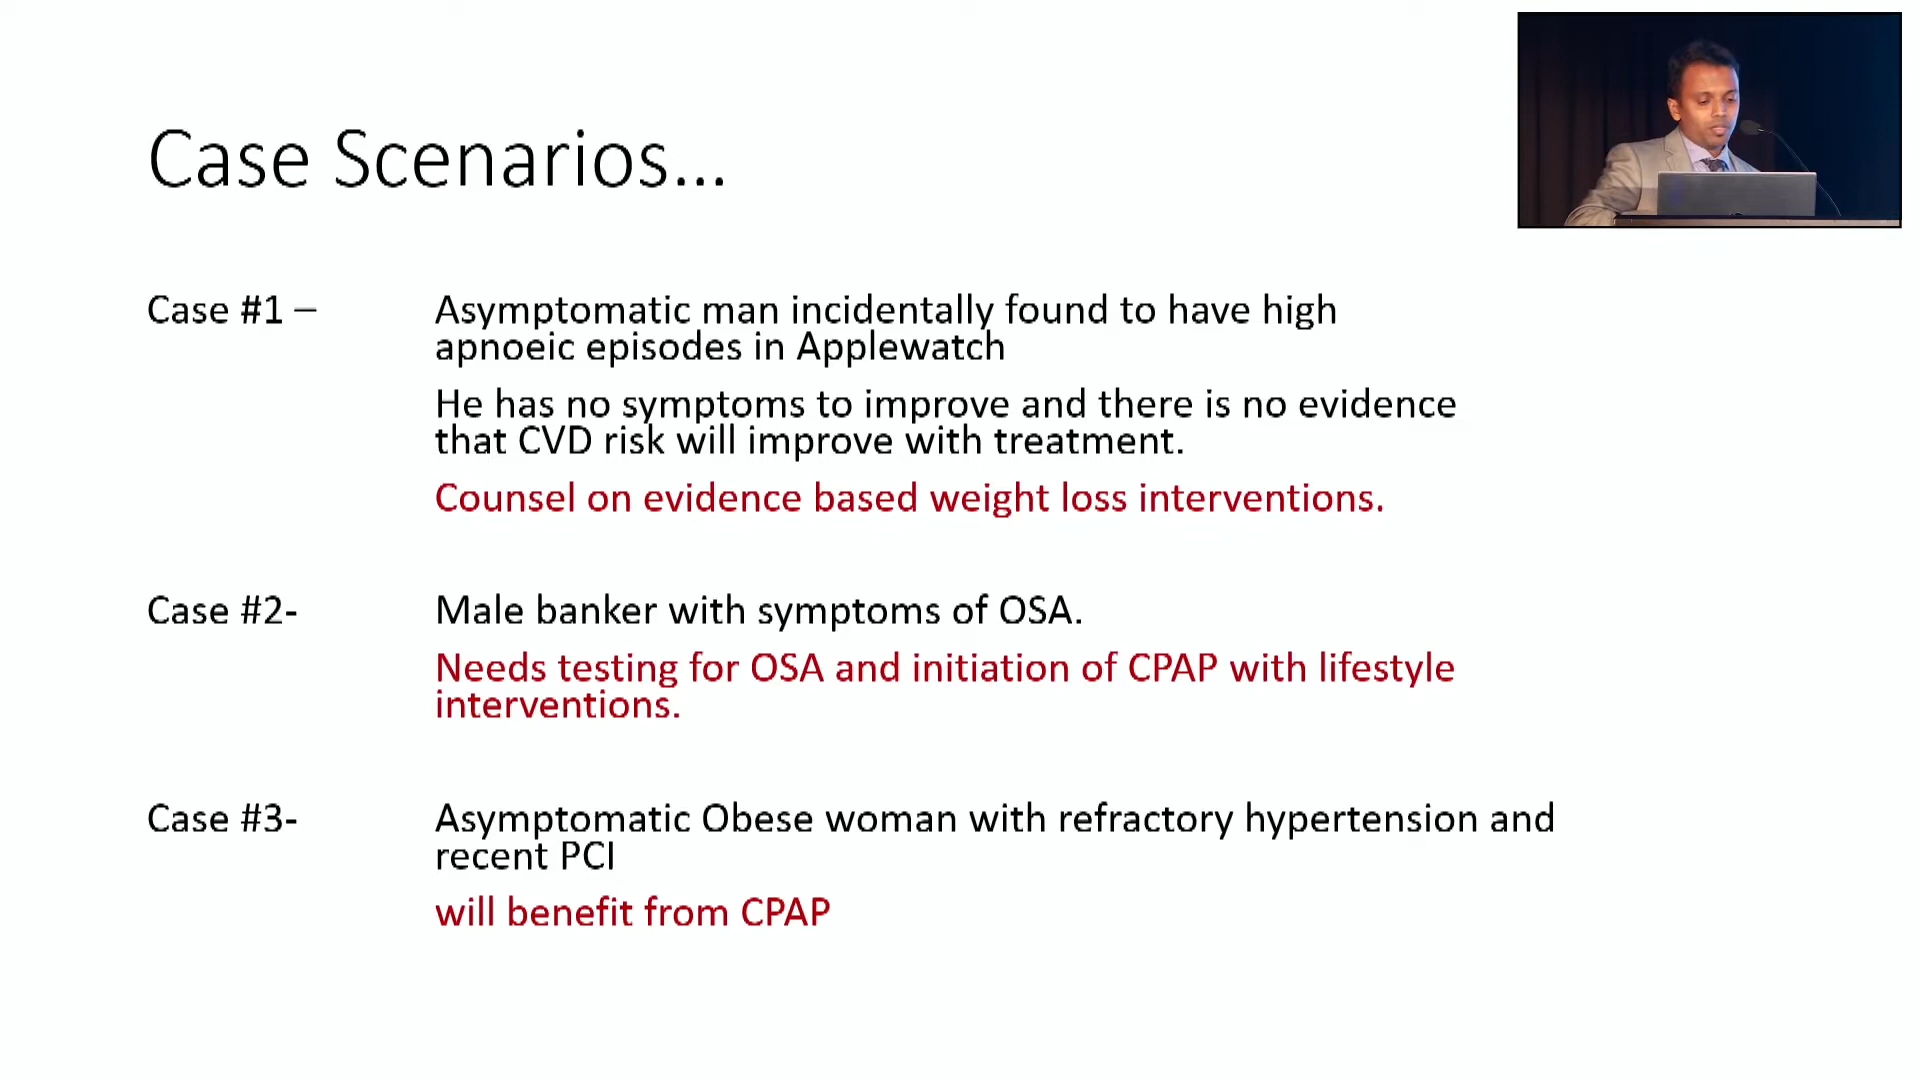 Case Scenarios...
Case #1 – Asymptomatic man incidentally found to have high
apnoeic episodes in Applewatch
He has no symptoms to improve and there is no evidence
that CVD risk will improve with treatment.
Counsel on evidence based weight loss interventions.
Case #2- Male banker with symptoms of OSA.
Needs testing for OSA and initiation of CPAP with lifestyle
interventions.
Case #3- Asymptomatic Obese woman with refractory hypertension and
recent PCI
will benefit from CPAP